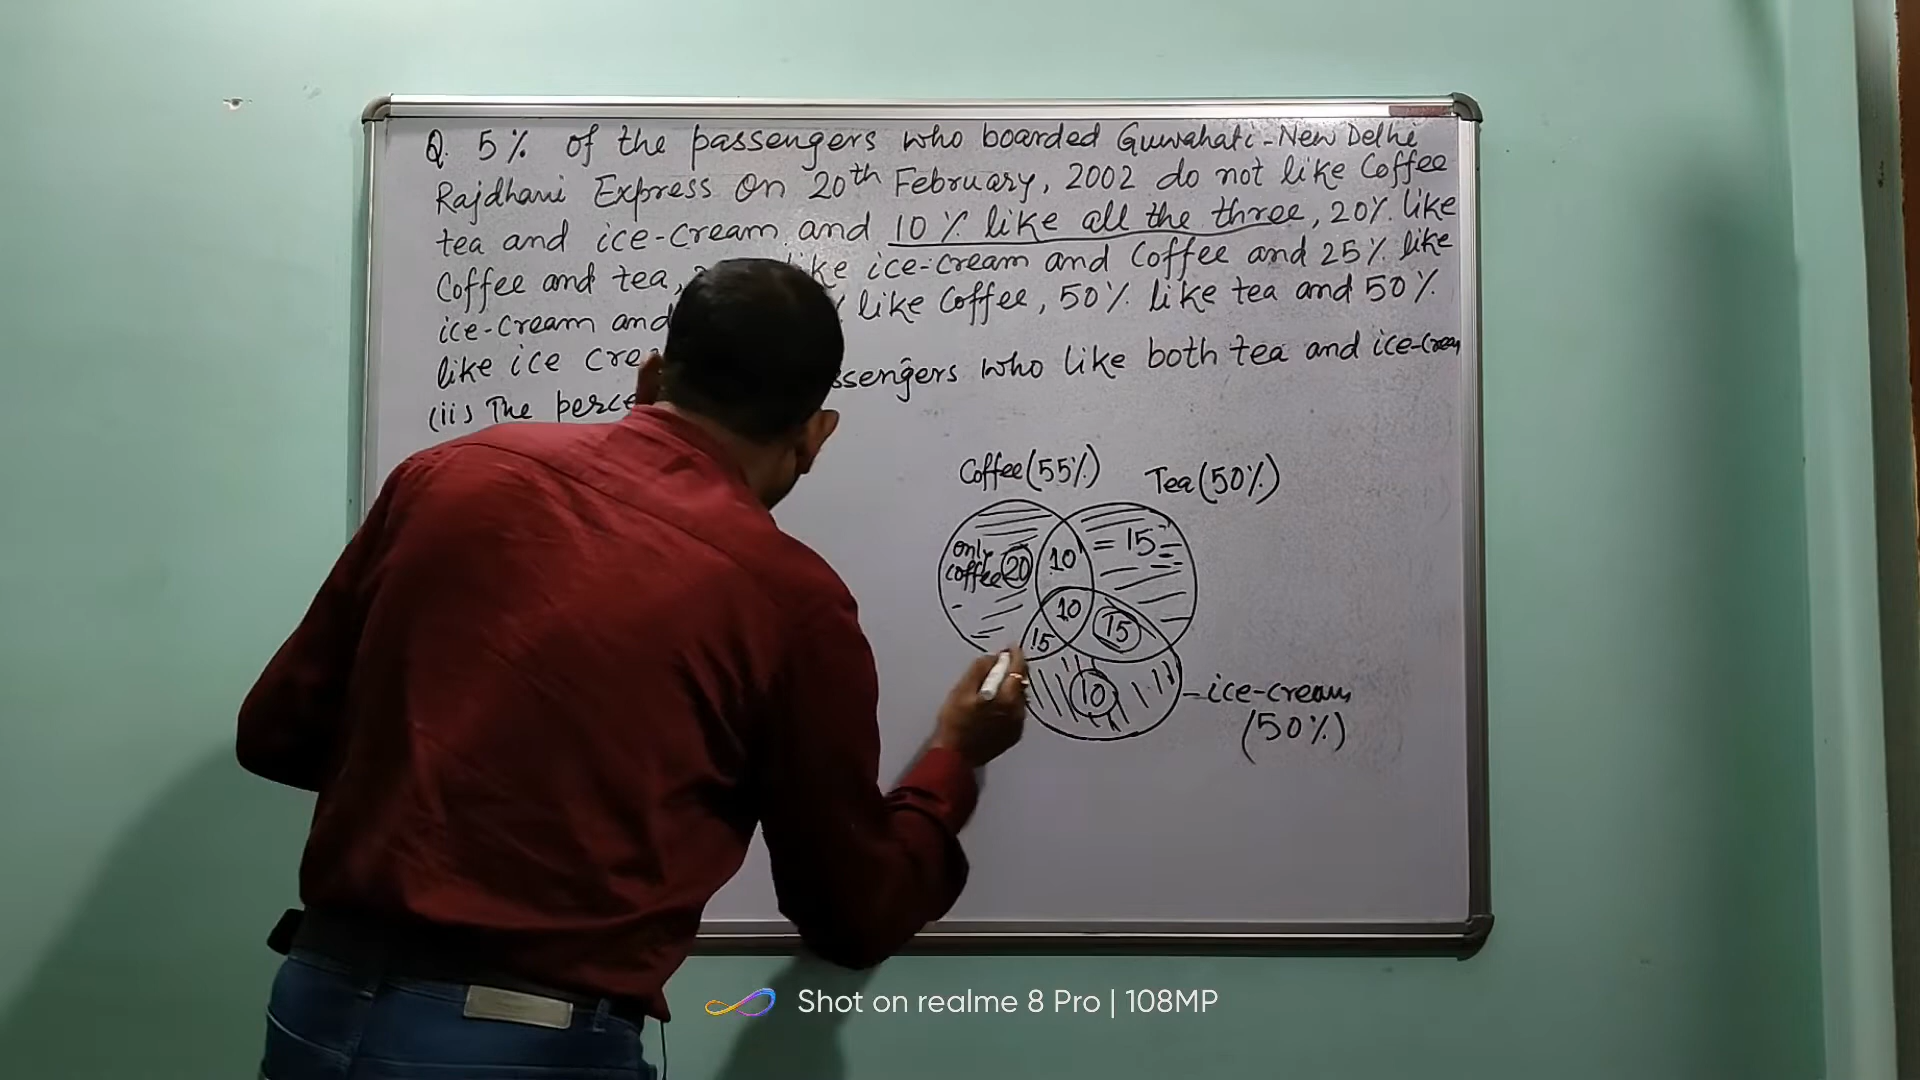 Q. 5% of the passengers who boarded Guwahati-New Delhi
Rajdhani Express On 20th February, 2002 do not like Coffee
tea and ice-cream and 10% like all the three, 20% like
Coffee and tea, like ice-cream and Coffee and 25% like
ice-cream and like Coffee, 50% like tea and 50%
like ice
(ii) The who like both tea and ice-cream
Coffee (55%) Tea (50%)
only coffee 20 10 15
10 15
15
10 ice-cream
(50%)
Shot on realme 8 Pro | 108MP